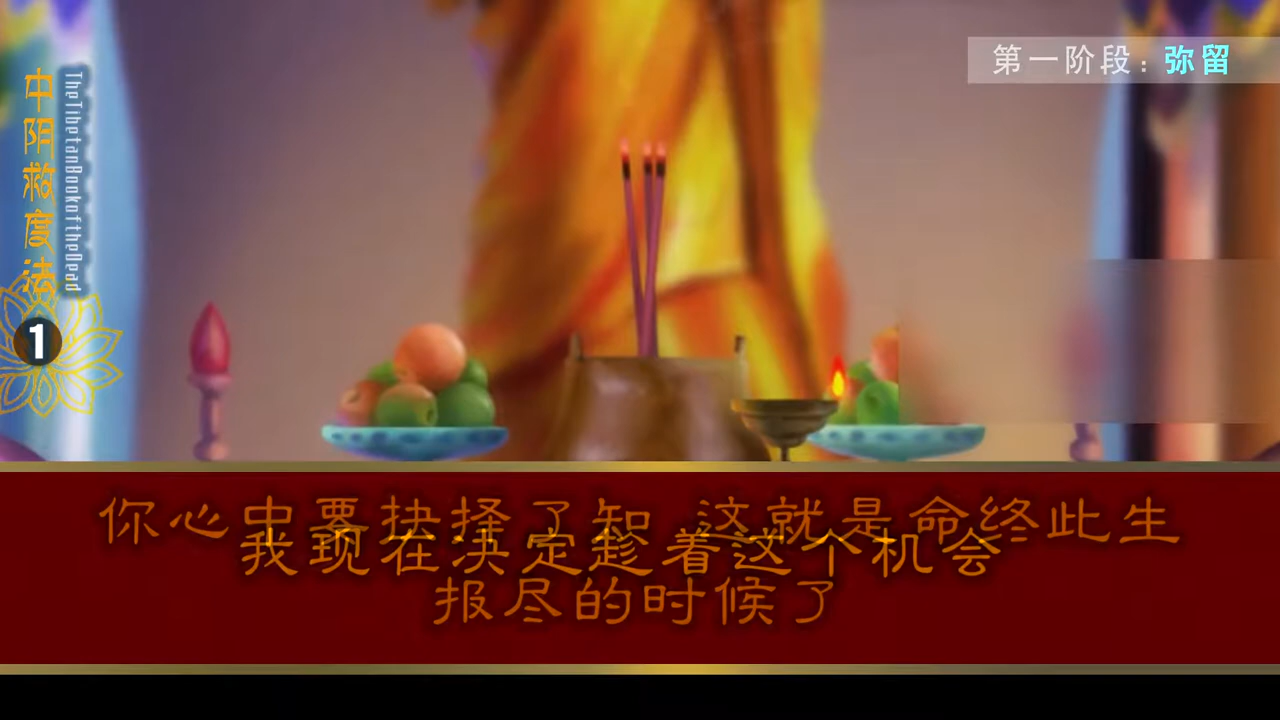 第一阶段：弥留
中阴救度法
TheTibetanBookoftheDead
1
你心中要抉择了知 这就是命终此生
我现在决定趁着这个机会
报尽的时候了